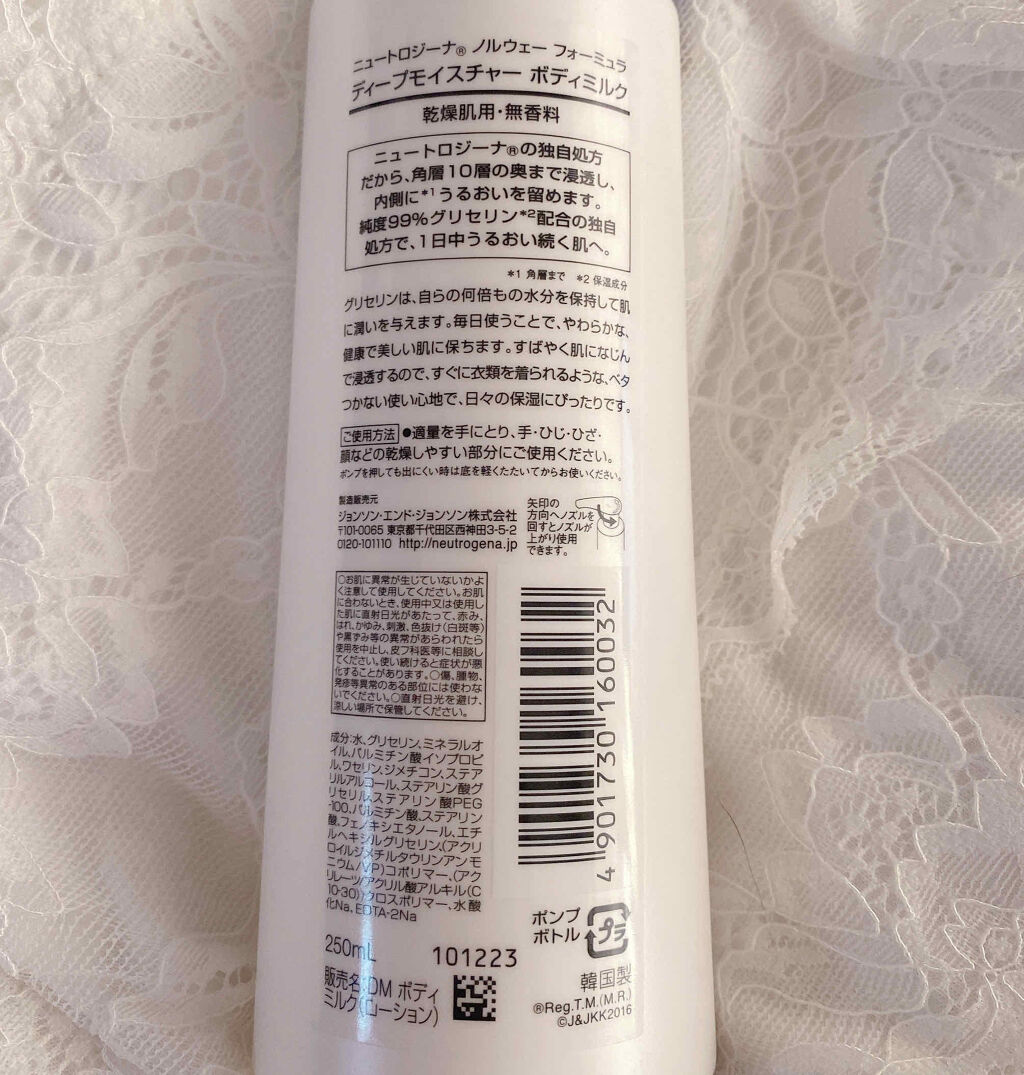 ニュートロジーナ® ノルウェー フォーミュラ
ディープモイスチャー ボディミルク
乾燥肌用・無香料
ニュートロジーナ®の独自処方
だから、角層10層の奥まで浸透し、
内側に*1うるおいを留めます。
純度99%グリセリン*2配合の独自
処方で、1日中うるおい続く肌へ。
*1 角層まで *2 保湿成分
グリセリンは、自らの何倍もの水分を保持して肌
に潤いを与えます。毎日使うことで、やわらかな、
健康で美しい肌に保ちます。すばやく肌になじん
で浸透するので、すぐに衣類を着られるような、ベタ
つかない使い心地で、日々の保湿にぴったりです。
ご使用方法 ●適量を手にとり、手・ひじ・ひざ・
顔などの乾燥しやすい部分にご使用ください。
ポンプを押しても出にくい時は底を軽くたたいてからお使いください。
製造販売元
ジョンソン・エンド・ジョンソン株式会社
〒101-0065 東京都千代田区西神田3-5-2
0120-101110 http://neutrogena.jp
矢印の
方向へノズルを
回すとノズルが
上がり使用
できます。
○お肌に異常が生じていないかよ
く注意して使用してください。お肌
に合わないとき、使用中又は使用し
た肌に直射日光があたって、赤み、
はれ、かゆみ、刺激、色抜け(白斑等)
や黒ずみ等の異常があらわれたら
使用を中止し、皮フ科医等に相談し
てください。使い続けると症状が悪
化することがあります。○傷、腫物、
発疹等異常のある部位には使わな
いでください。○直射日光を避け、
涼しい場所で保管してください。
成分:水、グリセリン、ミネラルオ
イル、パルミチン酸イソプロピ
ル、ワセリン、ジメチコン、ステア
リルアルコール、ステアリン酸グ
リセリル、ステアリン酸PEG
-100、パルミチン酸、ステアリン
酸、フェノキシエタノール、エチ
ルヘキシルグリセリン、(アクリ
ロイルジメチルタウリンアンモ
ニウム/VP)コポリマー、(アク
リレーツ/アクリル酸アルキル(C
10-30))クロスポリマー、水酸
化Na、EDTA-2Na
4 901730 160032
ポンプ
ボトル
プラ
250mL
101223
販売名:DM ボディ
ミルク(ローション)
韓国製
®Reg.T.M.(M.R.)
©J&JKK2016